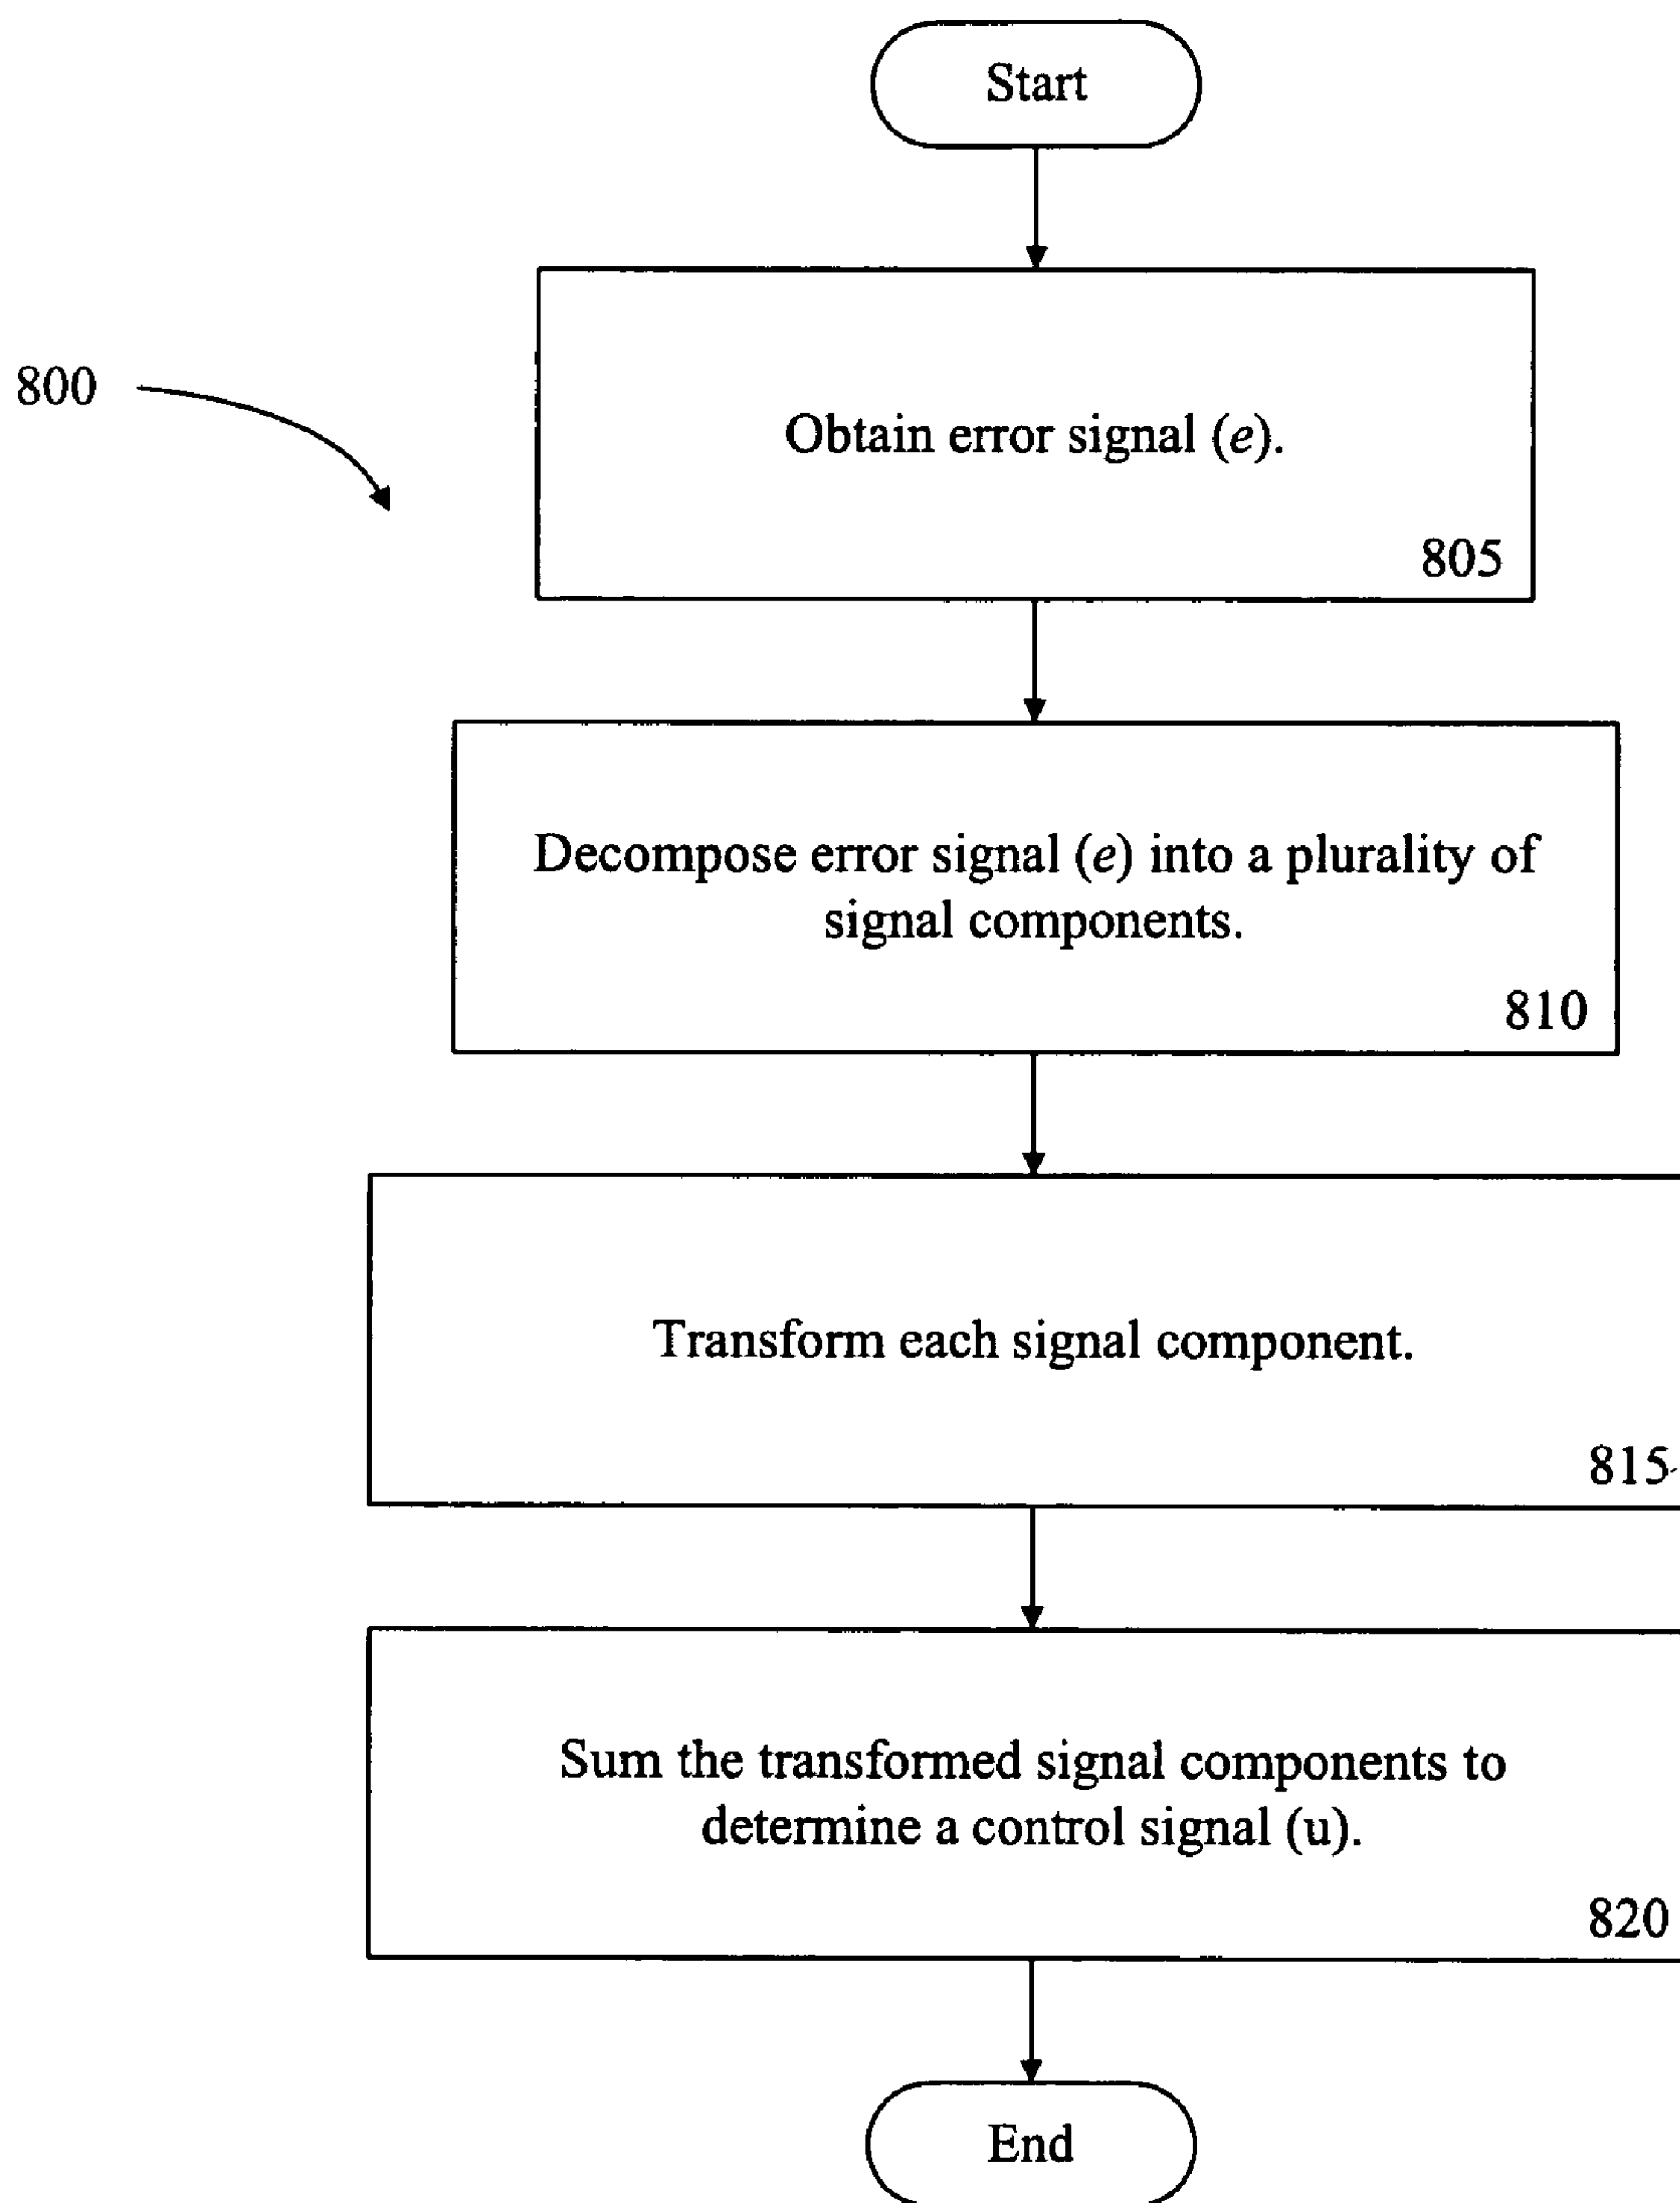 Start
800
Obtain error signal (e).
805
Decompose error signal (e) into a plurality of
signal components.
810
Transform each signal component.
815
Sum the transformed signal components to
determine a control signal (u).
820
End